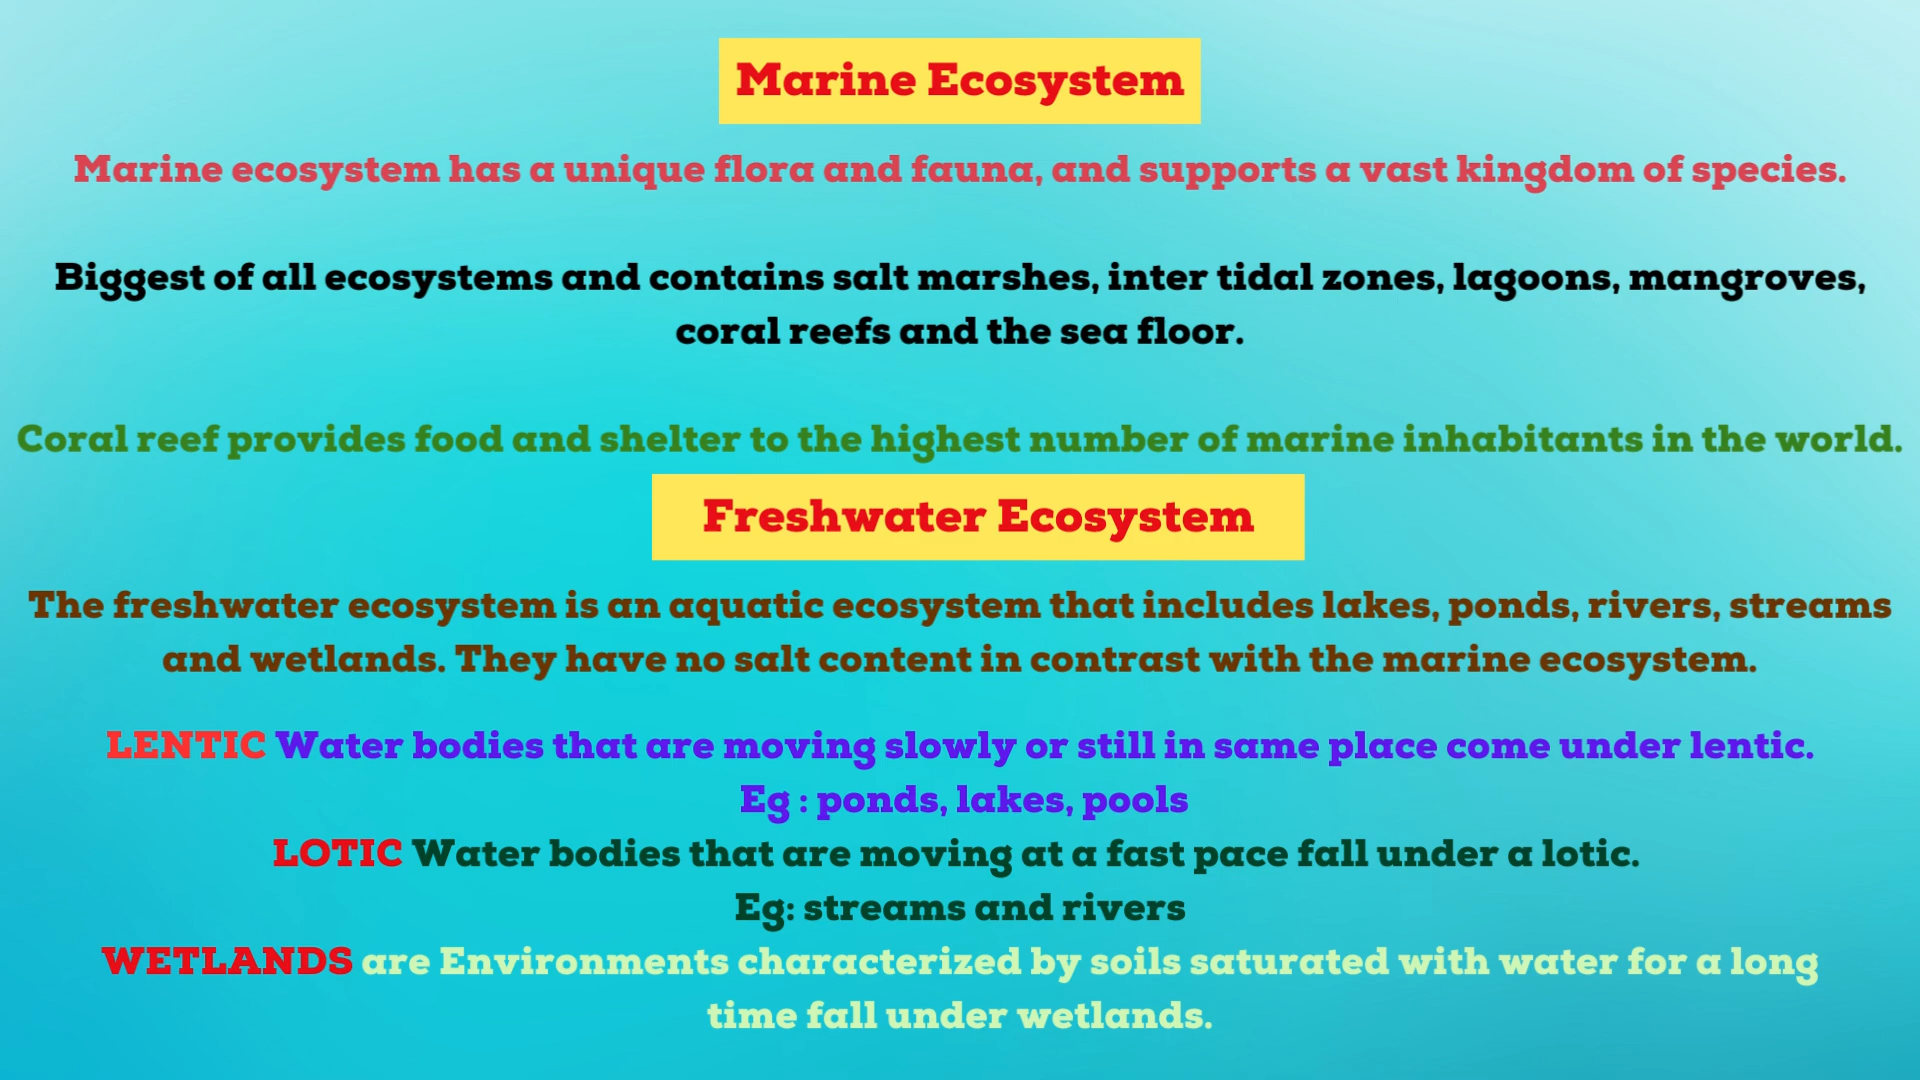 Marine Ecosystem
Marine ecosystem has a unique flora and fauna, and supports a vast kingdom of species.
Biggest of all ecosystems and contains salt marshes, inter tidal zones, lagoons, mangroves,
coral reefs and the sea floor.
Coral reef provides food and shelter to the highest number of marine inhabitants in the world.
Freshwater Ecosystem
The freshwater ecosystem is an aquatic ecosystem that includes lakes, ponds, rivers, streams
and wetlands. They have no salt content in contrast with the marine ecosystem.
LENTIC Water bodies that are moving slowly or still in same place come under lentic.
Eg : ponds, lakes, pools
LOTIC Water bodies that are moving at a fast pace fall under a lotic.
Eg: streams and rivers
WETLANDS are Environments characterized by soils saturated with water for a long
time fall under wetlands.